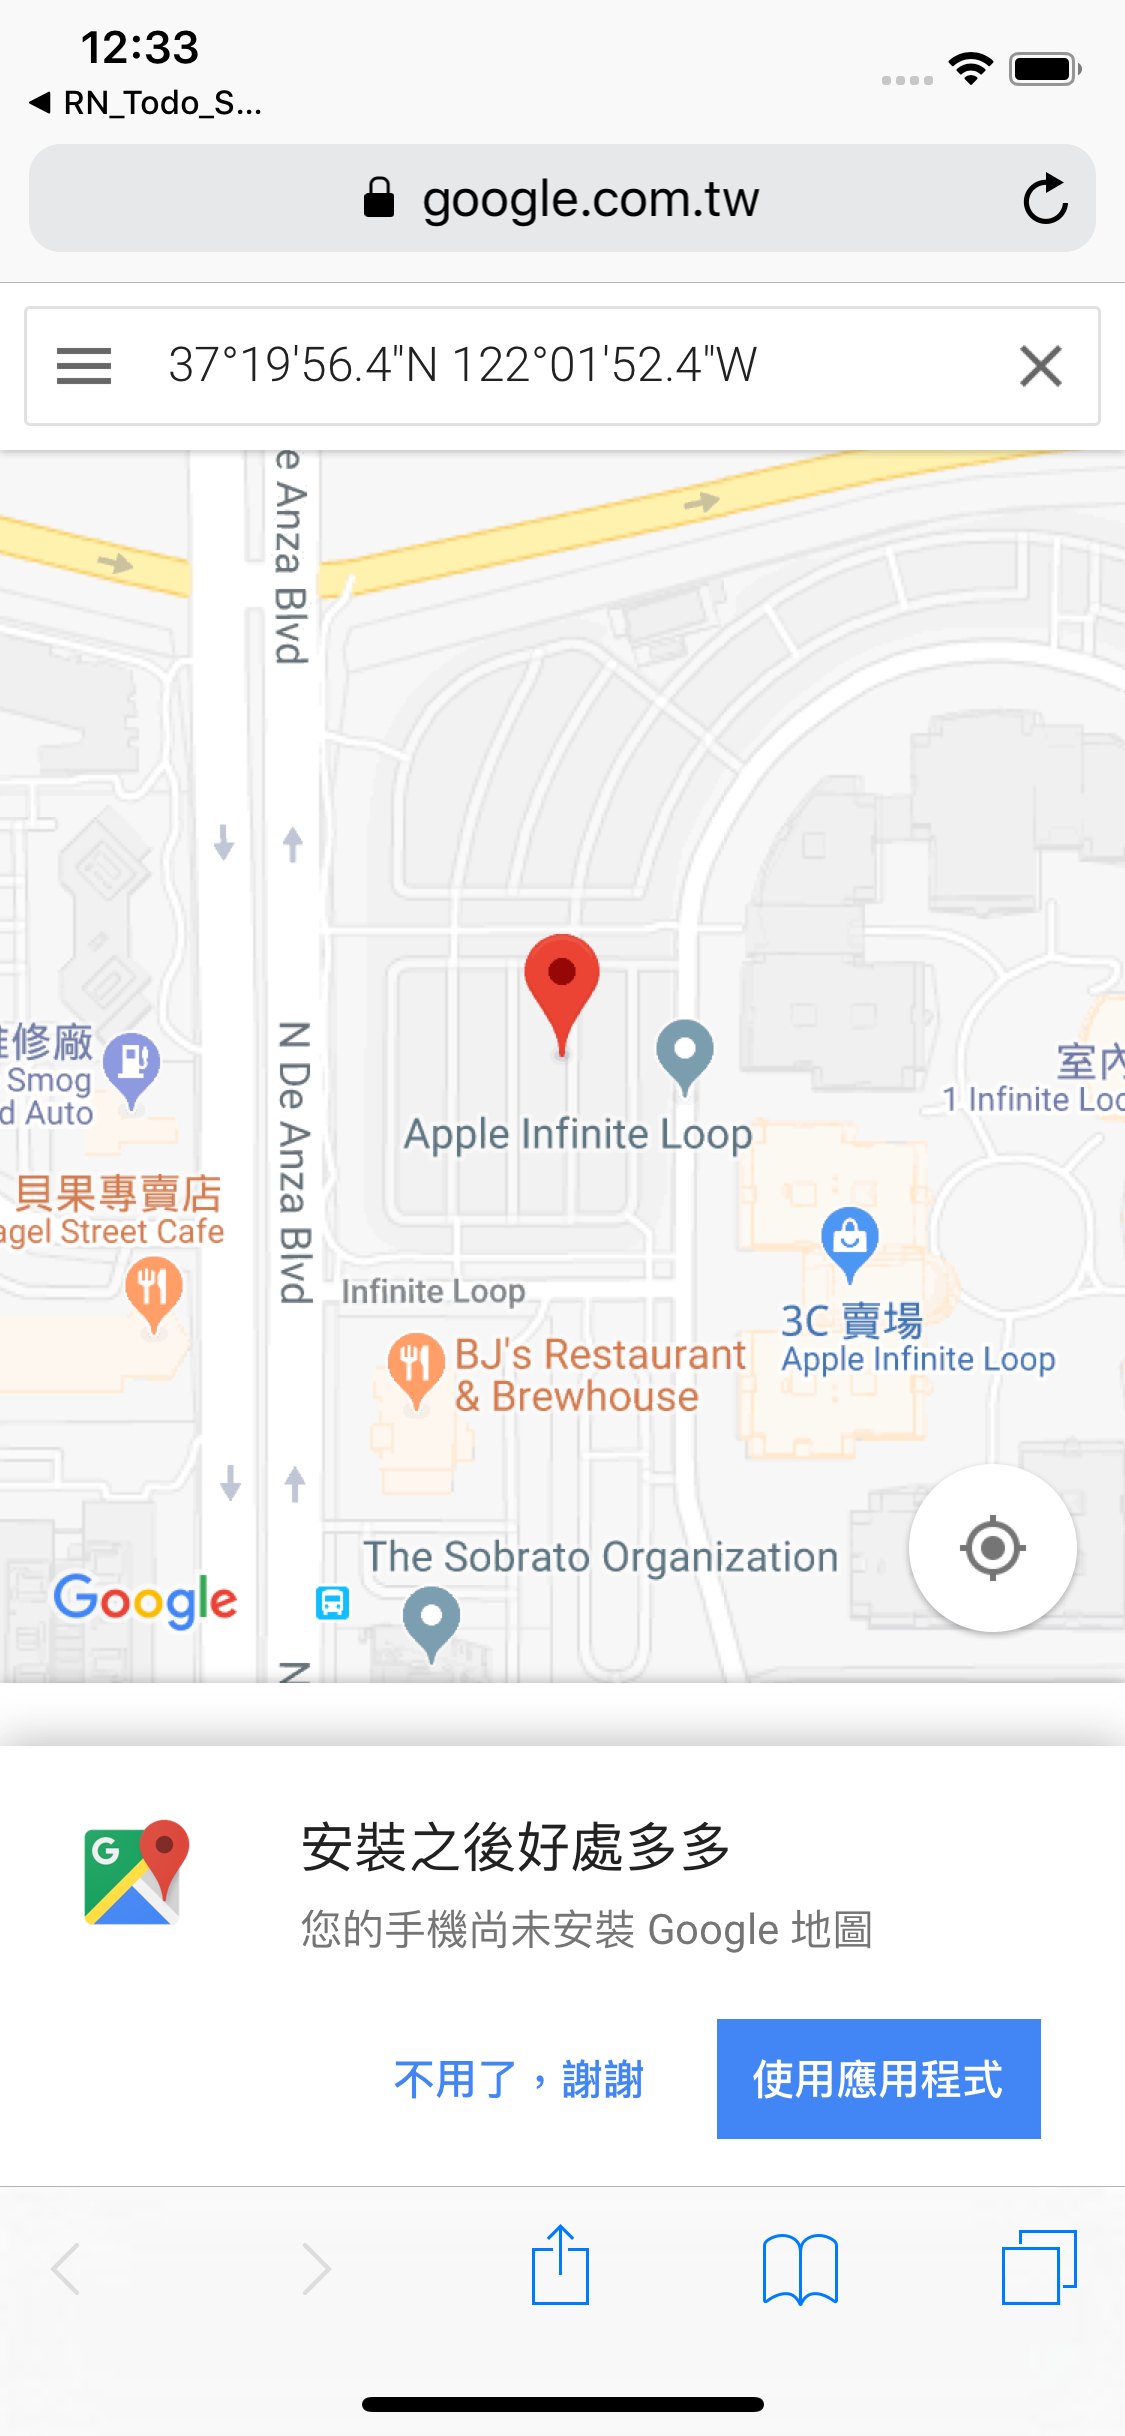 12:33
RN_Todo_S...
google.com.tw
37°19'56.4"N 122°01'52.4"W
e Anza Blvd
修廠
Smog
d Auto
N De Anza Blvd
室內
1 Infinite Loo
Apple Infinite Loop
貝果專賣店
agel Street Cafe
Infinite Loop
3C 賣場
Apple Infinite Loop
BJ's Restaurant
& Brewhouse
The Sobrato Organization
Google
N
G
安裝之後好處多多
您的手機尚未安裝 Google 地圖
不用了，謝謝
使用應用程式